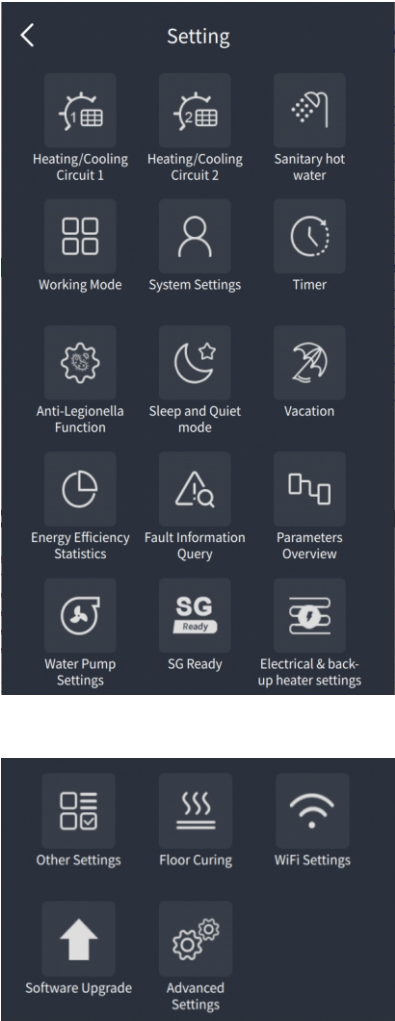 Setting
1
2
Heating/Cooling
Circuit 1
Heating/Cooling
Circuit 2
Sanitary hot
water
Working Mode
System Settings
Timer
Anti-Legionella
Function
Sleep and Quiet
mode
Vacation
Energy Efficiency
Statistics
Fault Information
Query
Parameters
Overview
SG
Ready
Water Pump
Settings
SG Ready
Electrical & back-
up heater settings
Other Settings
Floor Curing
WiFi Settings
Software Upgrade
Advanced
Settings